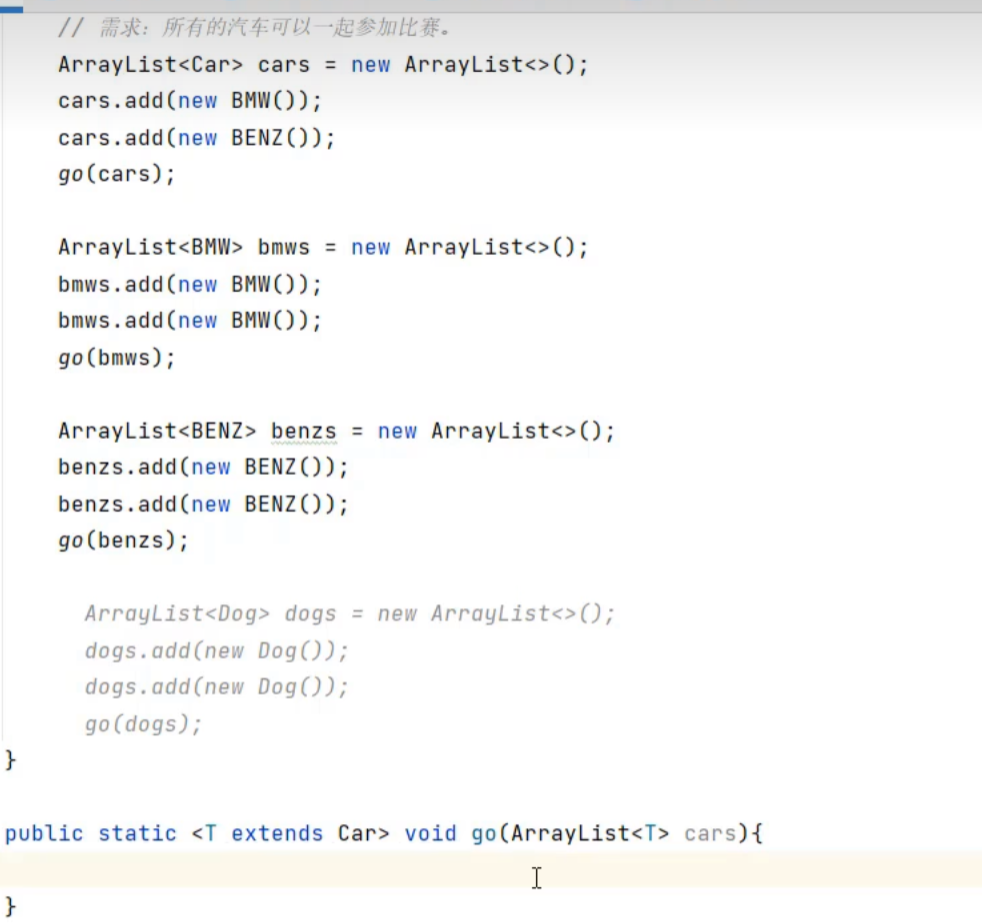 // 需求：所有的汽车可以一起参加比赛。
ArrayList<Car> cars = new ArrayList<>();
cars.add(new BMW());
cars.add(new BENZ());
go(cars);
ArrayList<BMW> bmws = new ArrayList<>();
bmws.add(new BMW());
bmws.add(new BMW());
go(bmws);
ArrayList<BENZ> benzs = new ArrayList<>();
benzs.add(new BENZ());
benzs.add(new BENZ());
go(benzs);
ArrayList<Dog> dogs = new ArrayList<>();
dogs.add(new Dog());
dogs.add(new Dog());
go(dogs);
}
public static <T extends Car> void go(ArrayList<T> cars){
}